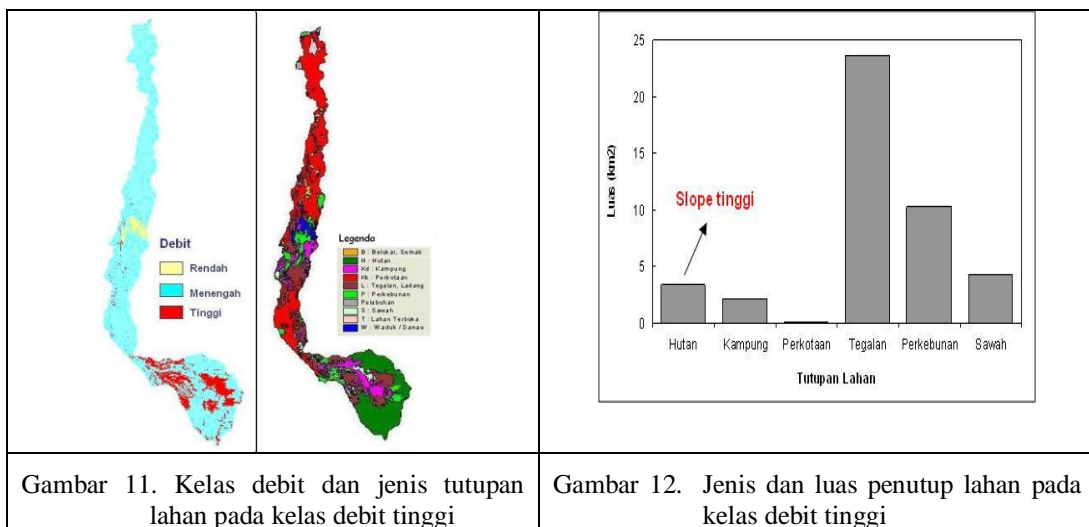 Debit
Rendah
Menengah
Tinggi
Legenda
B : Belukar, Semak
H : Hutan
Kd : Kampung
Kk : Perkotaan
L : Tegalan, Ladang
P : Perkebunan
Pelabuhan
S : Sawah
T : Lahan Terbuka
W : Waduk / Danau
25
20
15
10
5
0
Luas (km2)
Slope tinggi
Hutan
Kampung
Perkotaan
Tegalan
Perkebunan
Sawah
Tutupan Lahan
Gambar 11. Kelas debit dan jenis tutupan
lahan pada kelas debit tinggi
Gambar 12. Jenis dan luas penutup lahan pada
kelas debit tinggi